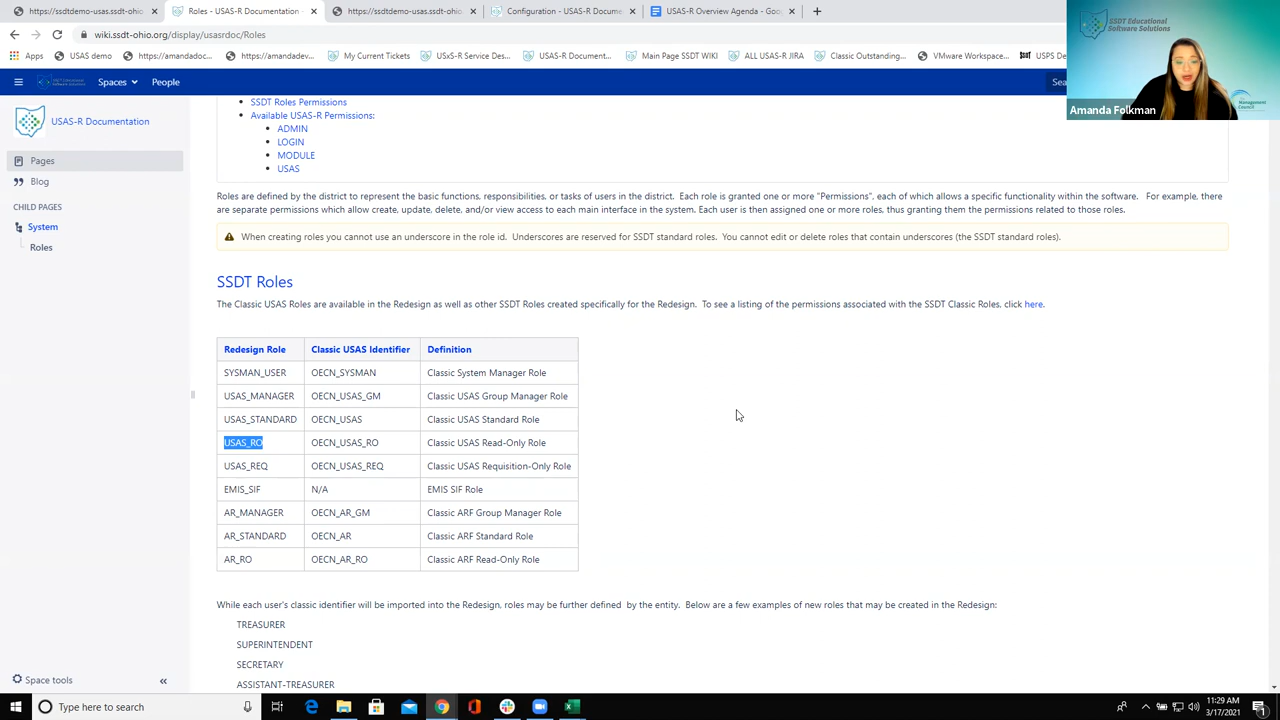 https://ssdtdemo-usas.ssdt-ohio
Roles - USAS-R Documentation -
https://ssdtdemo-usas.ssdt-ohio
Configuration - USAS-R Docume
USAS-R Overview Agenda - Goo
wiki.ssdt-ohio.org/display/usasrdoc/Roles
Apps
USAS demo
https://amandadoc...
https://amandadev...
My Current Tickets
USxS-R Service Des...
USAS-R Document...
Main Page SSDT WIKI
ALL USAS-R JIRA
Classic Outstanding...
VMware Workspace...
USPS De
SSDT Educational
Software Solutions
Management
Council
Amanda Folkman
Spaces
People
Sea
USAS-R Documentation
Pages
Blog
CHILD PAGES
System
Roles
SSDT Roles Permissions
Available USAS-R Permissions:
ADMIN
LOGIN
MODULE
USAS
Roles are defined by the district to represent the basic functions, responsibilities, or tasks of users in the district. Each role is granted one or more "Permissions", each of which allows a specific functionality within the software. For example, there
are separate permissions which allow create, update, delete, and/or view access to each main interface in the system. Each user is then assigned one or more roles, thus granting them the permissions related to those roles.
When creating roles you cannot use an underscore in the role id. Underscores are reserved for SSDT standard roles. You cannot edit or delete roles that contain underscores (the SSDT standard roles).
SSDT Roles
The Classic USAS Roles are available in the Redesign as well as other SSDT Roles created specifically for the Redesign. To see a listing of the permissions associated with the SSDT Classic Roles, click here.
Redesign Role Classic USAS Identifier Definition
SYSMAN_USER OECN_SYSMAN Classic System Manager Role
USAS_MANAGER OECN_USAS_GM Classic USAS Group Manager Role
USAS_STANDARD OECN_USAS Classic USAS Standard Role
USAS_RO OECN_USAS_RO Classic USAS Read-Only Role
USAS_REQ OECN_USAS_REQ Classic USAS Requisition-Only Role
EMIS_SIF N/A EMIS SIF Role
AR_MANAGER OECN_AR_GM Classic ARF Group Manager Role
AR_STANDARD OECN_AR Classic ARF Standard Role
AR_RO OECN_AR_RO Classic ARF Read-Only Role
While each user's classic identifier will be imported into the Redesign, roles may be further defined by the entity. Below are a few examples of new roles that may be created in the Redesign:
TREASURER
SUPERINTENDENT
SECRETARY
ASSISTANT-TREASURER
Space tools
Type here to search
11:29 AM
3/17/2021
1